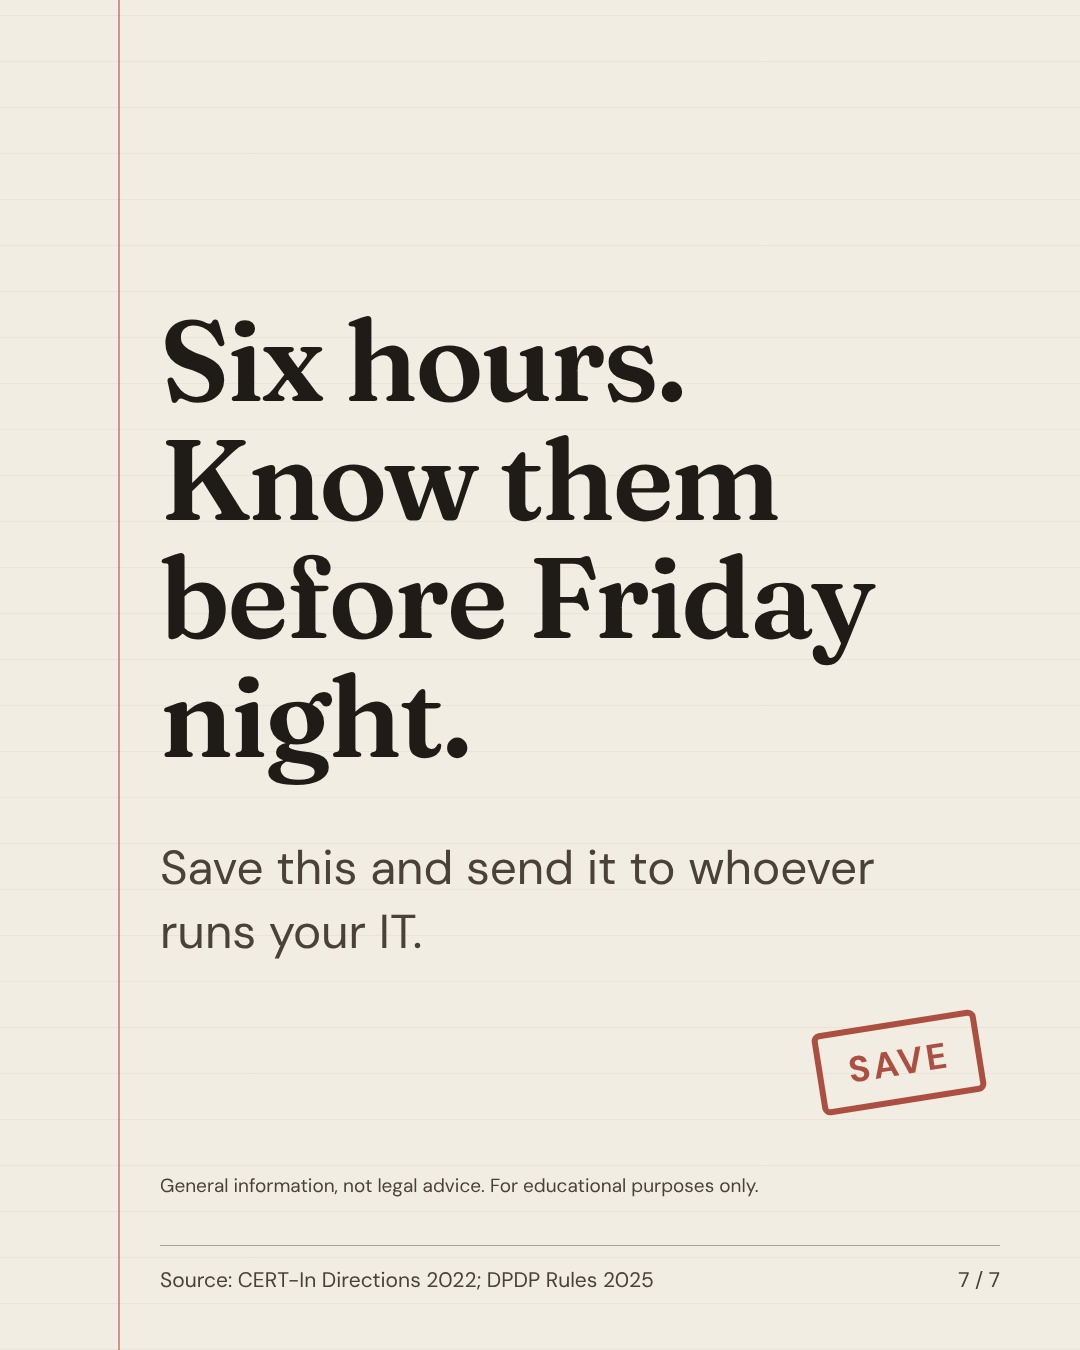 Six hours.
Know them
before Friday
night.
Save this and send it to whoever
runs your IT.
SAVE
General information, not legal advice. For educational purposes only.
Source: CERT-In Directions 2022; DPDP Rules 2025
7 / 7